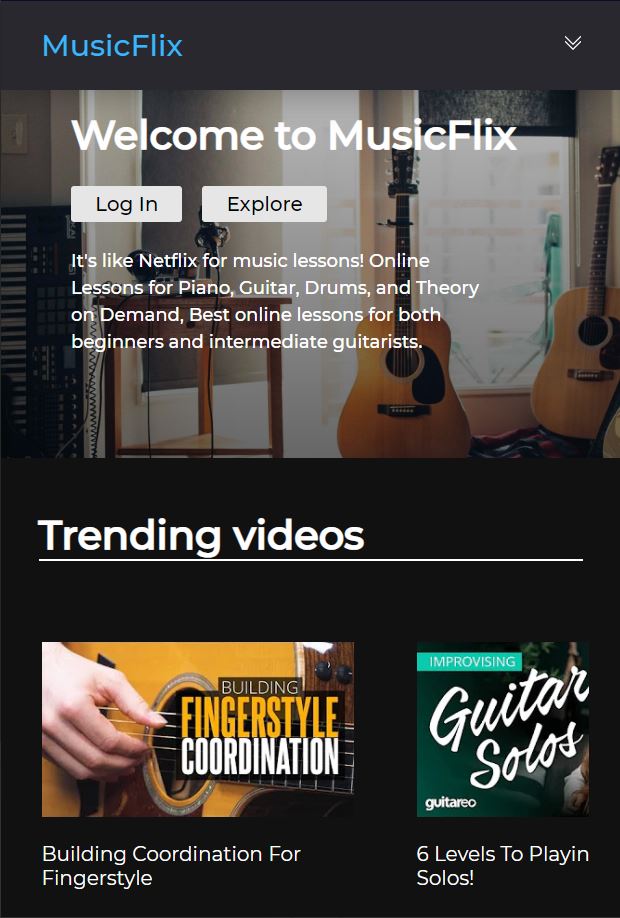 MusicFlix
Welcome to MusicFlix
Log In
Explore
It's like Netflix for music lessons! Online
Lessons for Piano, Guitar, Drums, and Theory
on Demand, Best online lessons for both
beginners and intermediate guitarists.
Trending videos
BUILDING
FINGERSTYLE
COORDINATION
IMPROVISING
Guitar
Solos
guitareo
Building Coordination For
Fingerstyle
6 Levels To Playin
Solos!